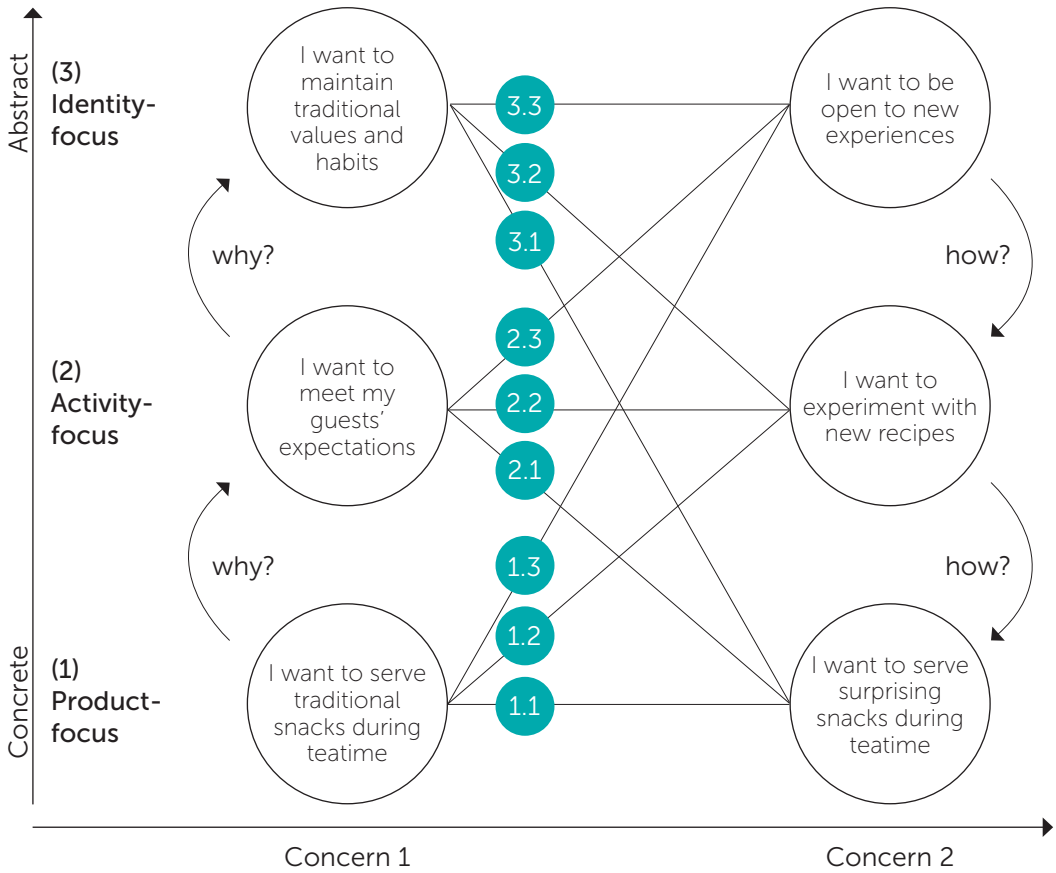 Abstract
(3)
Identity-
focus
I want to
maintain
traditional
values and
habits
3.3
3.2
3.1
I want to be
open to new
experiences
why?
how?
(2)
Activity-
focus
I want to
meet my
guests’
expectations
2.3
2.2
2.1
I want to
experiment with
new recipes
why?
how?
Concrete
(1)
Product-
focus
I want to serve
traditional
snacks during
teatime
1.3
1.2
1.1
I want to serve
surprising
snacks during
teatime
Concern 1
Concern 2